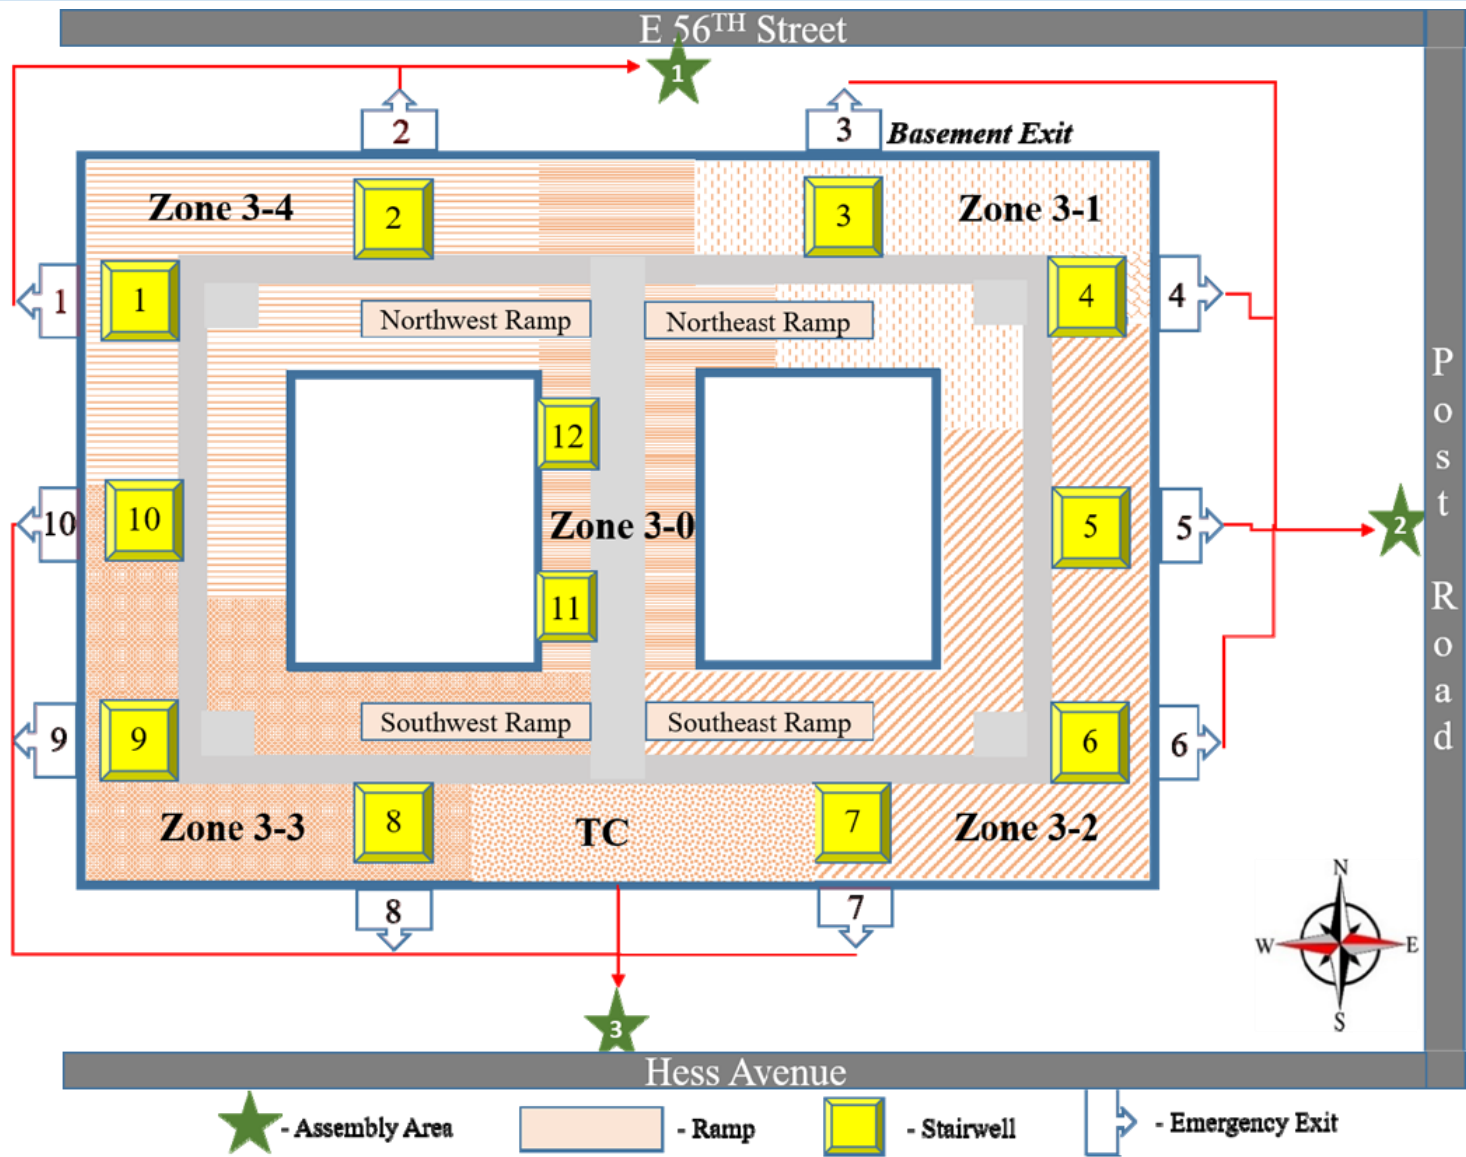 E 56TH Street
1
2
3
Basement Exit
Zone 3-4
2
3
Zone 3-1
1
1
4
4
Northwest Ramp
Northeast Ramp
Post Road
12
10
10
Zone 3-0
5
5
2
11
9
9
Southwest Ramp
Southeast Ramp
6
6
Zone 3-3
8
TC
7
Zone 3-2
8
7
N
W
E
S
3
Hess Avenue
- Assembly Area
- Ramp
- Stairwell
- Emergency Exit